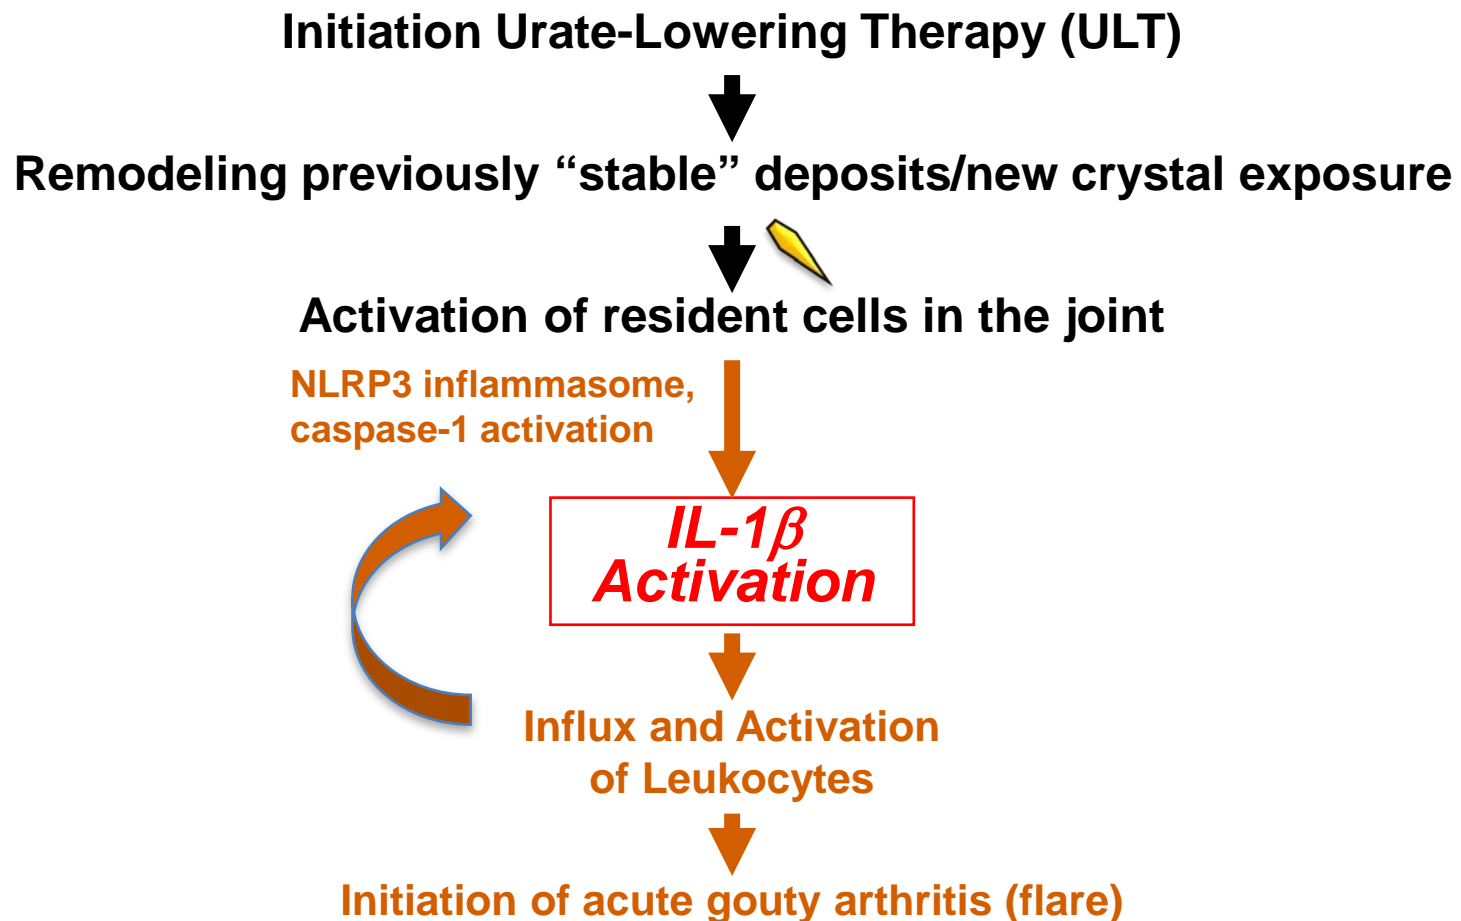 Initiation Urate-Lowering Therapy (ULT)
Remodeling previously “stable” deposits/new crystal exposure
Activation of resident cells in the joint
NLRP3 inflammasome,
caspase-1 activation
IL-1β
Activation
Influx and Activation
of Leukocytes
Initiation of acute gouty arthritis (flare)